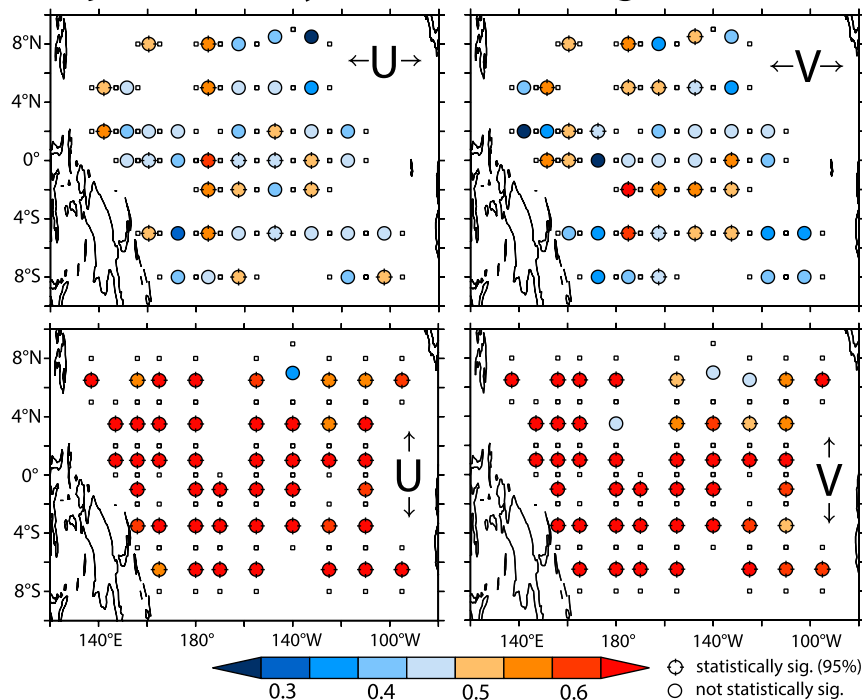 8°N
4°N
0°
4°S
8°S
←U→
←V→
8°N
4°N
0°
4°S
8°S
↑
U
↓
↑
V
↓
140°E 180° 140°W 100°W
140°E 180° 140°W 100°W
0.3 0.4 0.5 0.6
statistically sig. (95%)
not statistically sig.